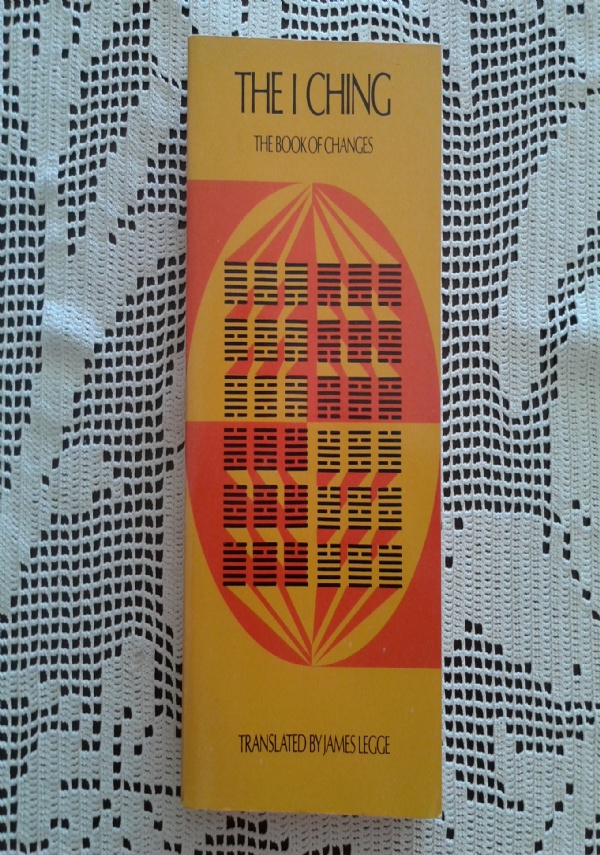 THE I CHING
THE BOOK OF CHANGES
TRANSLATED BY JAMES LEGGE